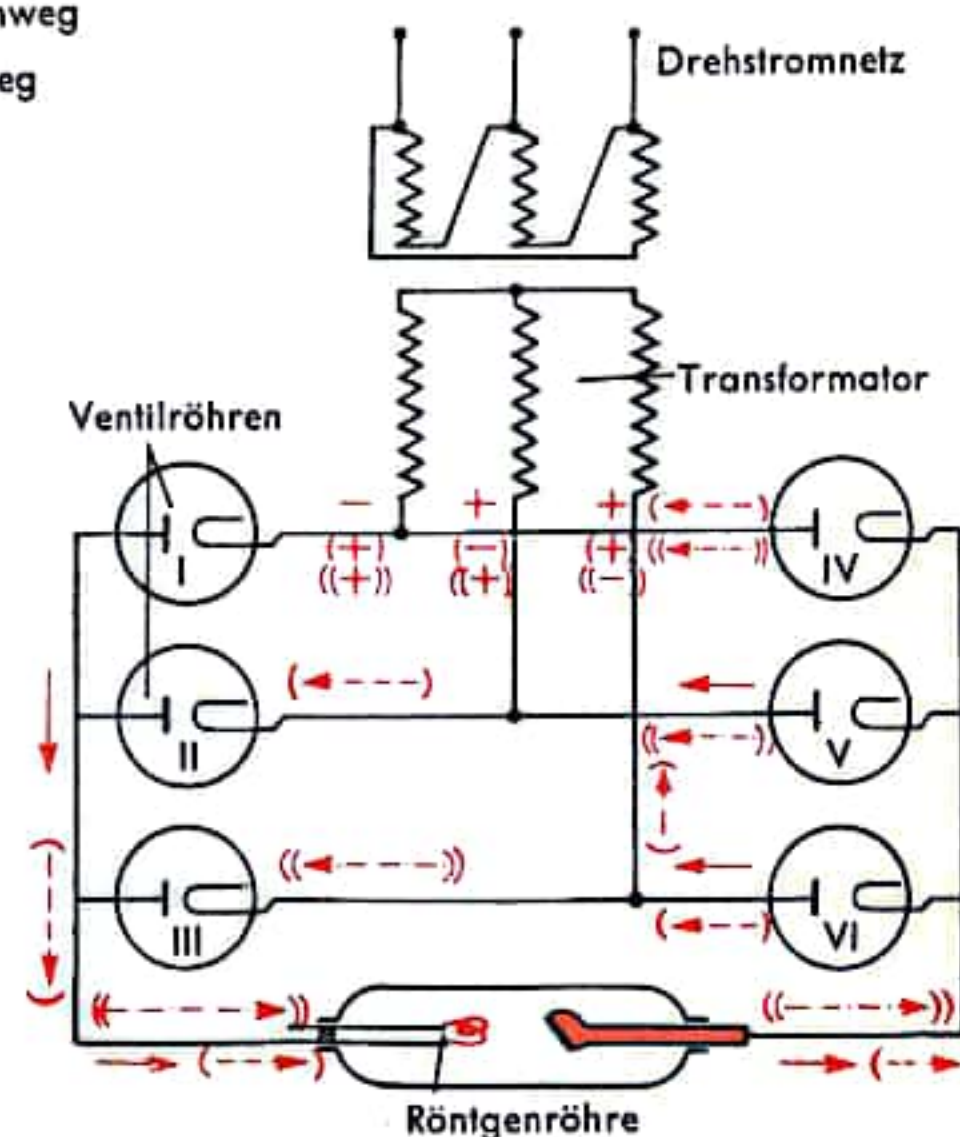 Drehstromnetz
Transformator
Ventilröhren
− + +
(+) (−) (+)
((+)) ((+) ((−)
I
IV
II
V
III
VI
Röntgenröhre